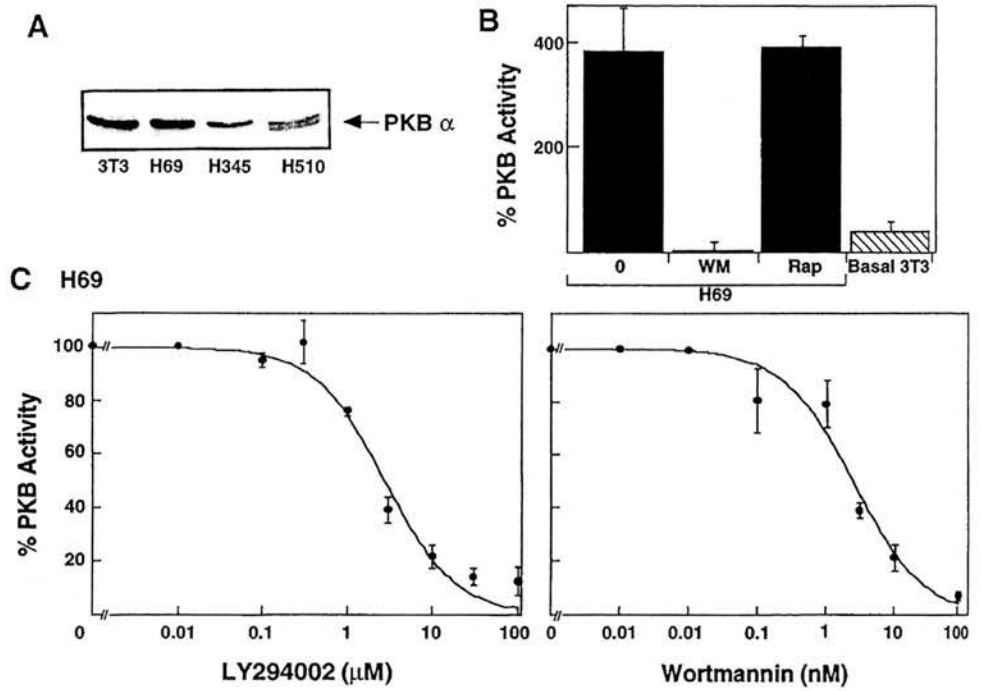 A
PKB α
3T3 H69 H345 H510
B
% PKB Activity
400
200
0 WM Rap Basal 3T3
H69
C H69
% PKB Activity
100
80
60
40
20
0 0.01 0.1 1 10 100
LY294002 (μM)
0 0.01 0.01 0.1 1 10 100
Wortmannin (nM)